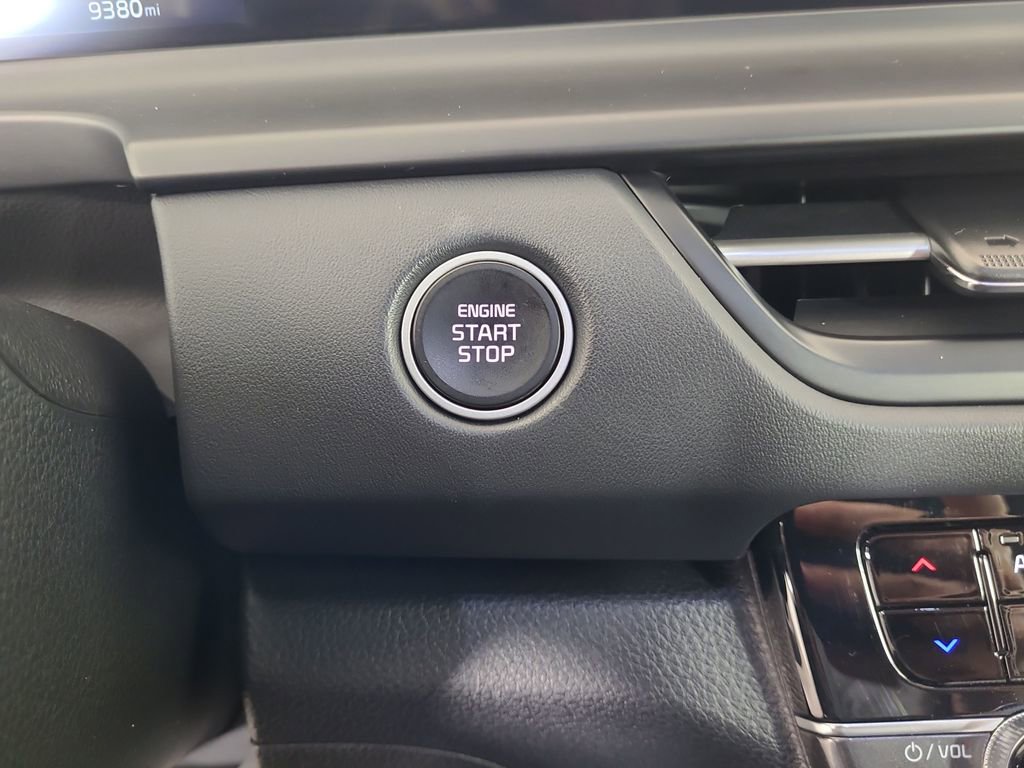 9380mi
ENGINE
START
STOP
⏻/VOL